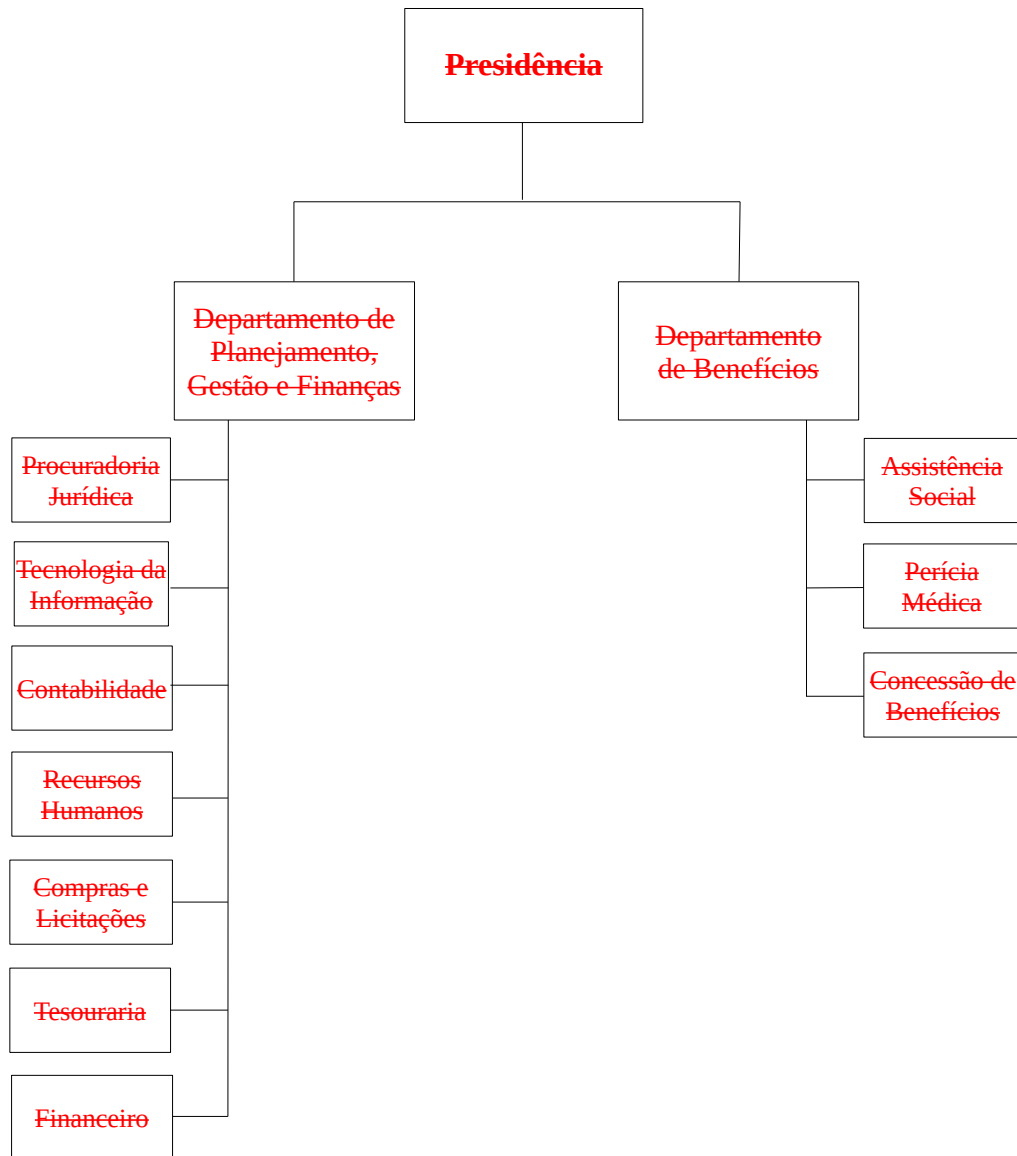 Presidência
Departamento de
Planejamento,
Gestão e Finanças
Departamento
de Benefícios
Procuradoria
Jurídica
Tecnologia da
Informação
Contabilidade
Recursos
Humanos
Compras e
Licitações
Tesouraria
Financeiro
Assistência
Social
Perícia
Médica
Concessão de
Benefícios